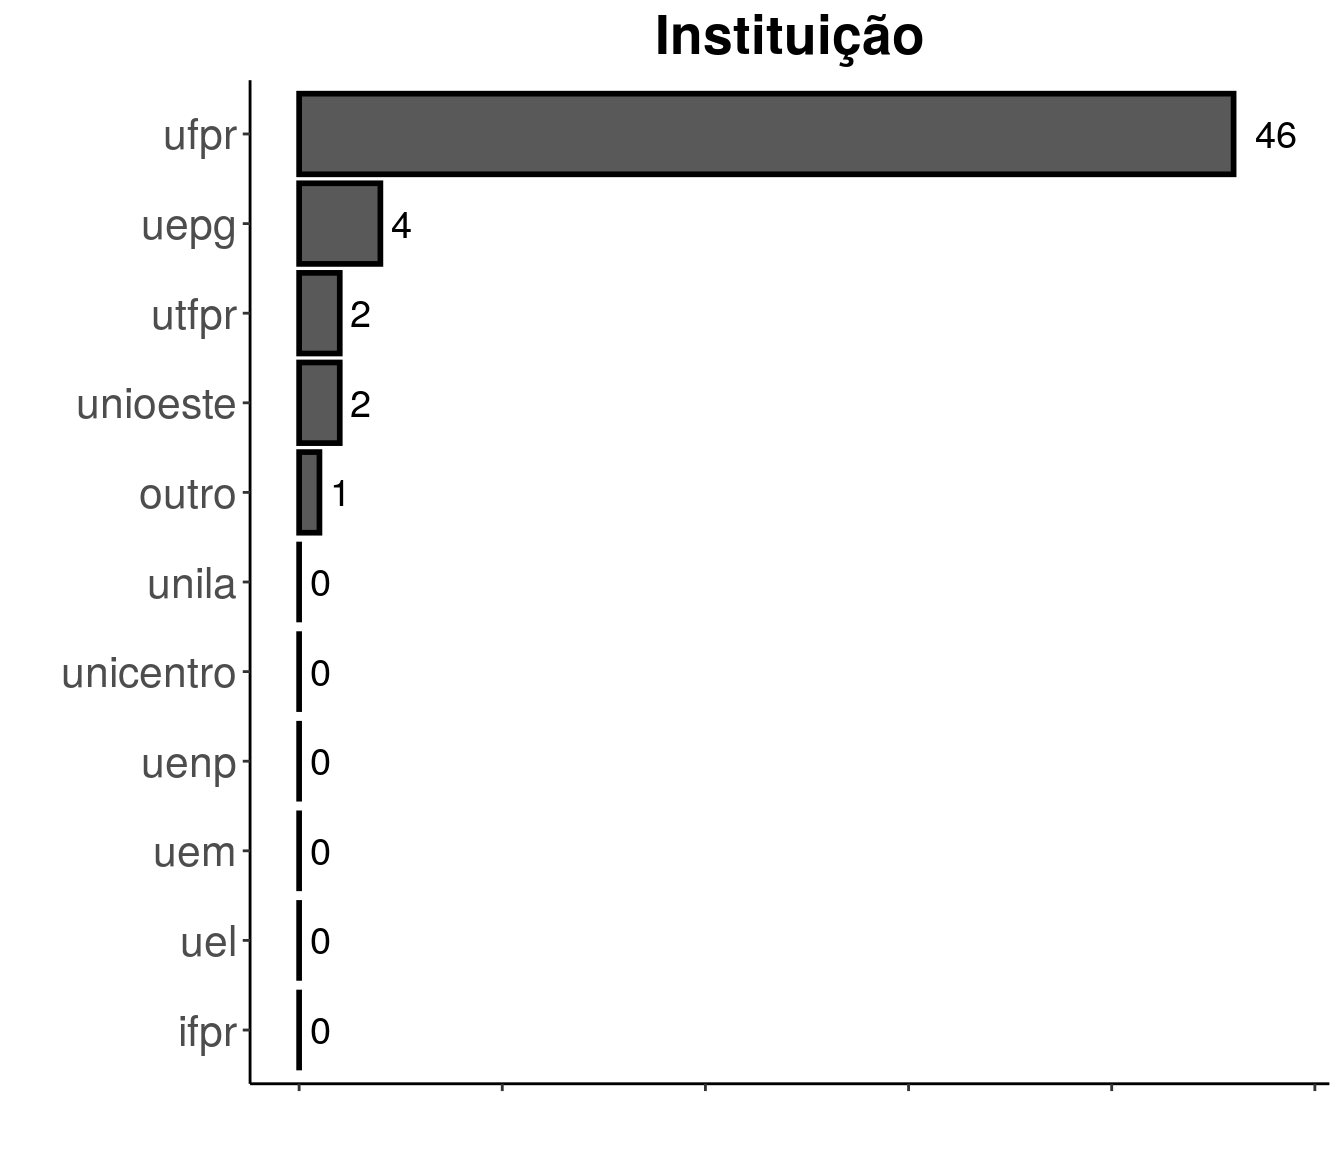 Instituição
ufpr 46
uepg 4
utfpr 2
unioeste 2
outro 1
unila 0
unicentro 0
uenp 0
uem 0
uel 0
ifpr 0